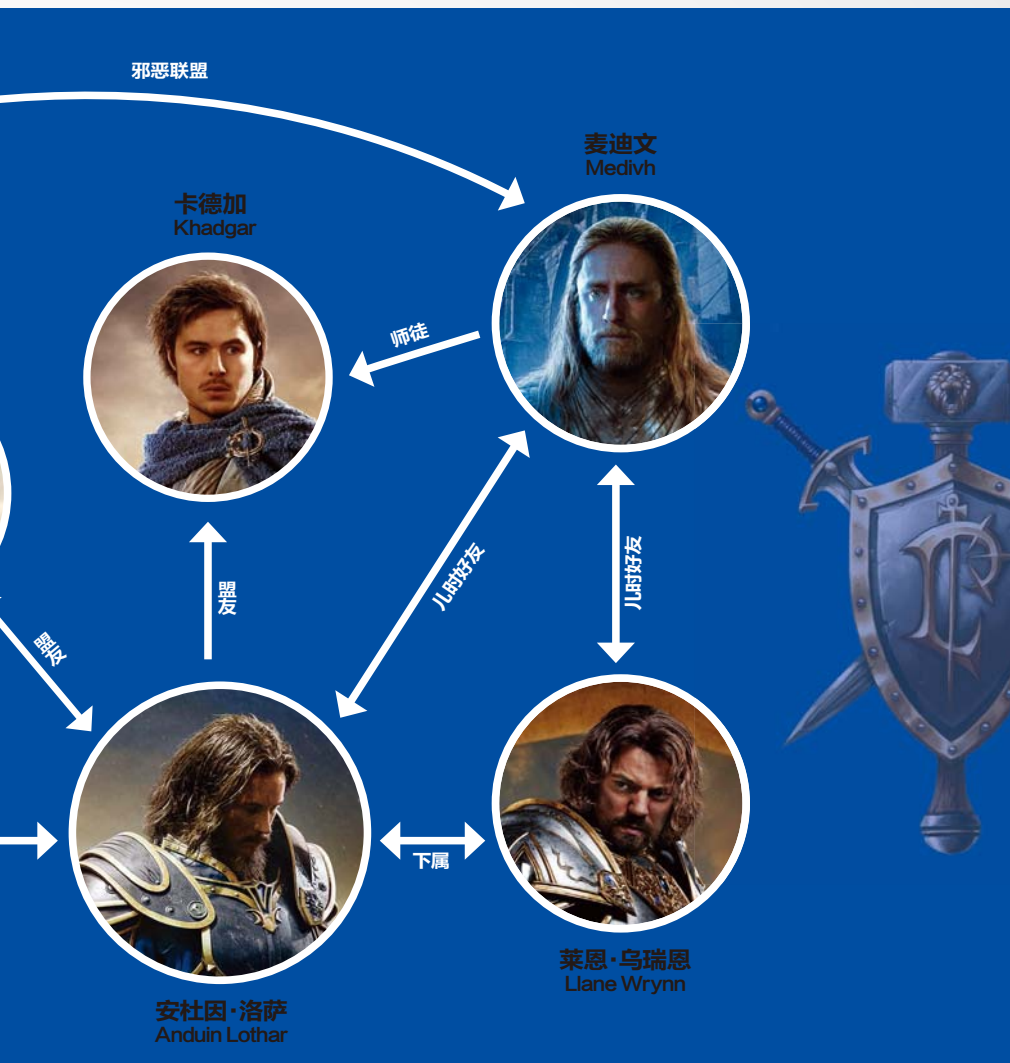 邪恶联盟
麦迪文
Medivh
卡德加
Khadgar
师徒
儿时好友
儿时好友
盟友
盟友
下属
莱恩·乌瑞恩
Llane Wrynn
安杜因·洛萨
Anduin Lothar